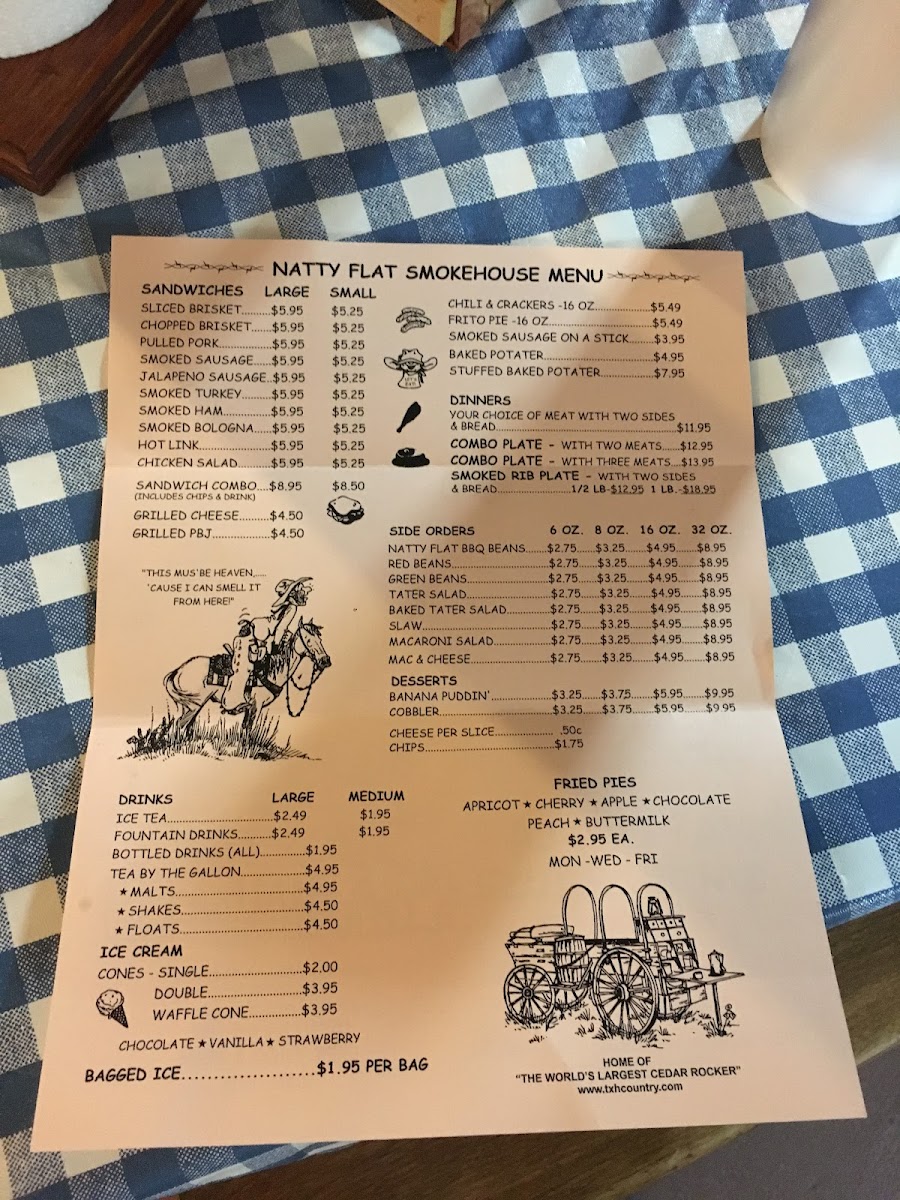 NATTY FLAT SMOKEHOUSE MENU
SANDWICHES LARGE SMALL
SLICED BRISKET.......$5.95 $5.25
CHOPPED BRISKET.......$5.95 $5.25
PULLED PORK..........$5.95 $5.25
SMOKED SAUSAGE....$5.95 $5.25
JALAPENO SAUSAGE..$5.95 $5.25
SMOKED TURKEY.......$5.95 $5.25
SMOKED HAM...........$5.95 $5.25
SMOKED BOLOGNA.....$5.95 $5.25
HOT LINK................$5.95 $5.25
CHICKEN SALAD........$5.95 $5.25
SANDWICH COMBO....$8.95 $8.50
(INCLUDES CHIPS & DRINK)
GRILLED CHEESE.........$4.50
GRILLED PBJ...............$4.50
CHILI & CRACKERS -16 OZ.....................$5.49
FRITO PIE -16 OZ.................................$5.49
SMOKED SAUSAGE ON A STICK.......$3.95
BAKED POTATER..........................$4.95
STUFFED BAKED POTATER..............$7.95
DINNERS
YOUR CHOICE OF MEAT WITH TWO SIDES
& BREAD.............................................$11.95
COMBO PLATE - WITH TWO MEATS.....$12.95
COMBO PLATE - WITH THREE MEATS....$13.95
SMOKED RIB PLATE - WITH TWO SIDES
& BREAD........................1/2 LB-$12.95 1 LB.-$18.95
"THIS MUS'BE HEAVEN,....
'CAUSE I CAN SMELL IT
FROM HERE!"
SIDE ORDERS 6 OZ. 8 OZ. 16 OZ. 32 OZ.
NATTY FLAT BBQ BEANS.......$2.75.......$3.25.......$4.95.......$8.95
RED BEANS..............................$2.75.......$3.25.......$4.95.......$8.95
GREEN BEANS..........................$2.75.......$3.25.......$4.95.......$8.95
TATER SALAD..........................$2.75.......$3.25.......$4.95.......$8.95
BAKED TATER SALAD...............$2.75.......$3.25.......$4.95.......$8.95
SLAW.......................................$2.75.......$3.25.......$4.95.......$8.95
MACARONI SALAD...................$2.75.......$3.25.......$4.95.......$8.95
MAC & CHEESE..........................$2.75.......$3.25.......$4.95.......$8.95
DESSERTS
BANANA PUDDIN'...............$3.25.......$3.75.......$5.95.......$9.95
COBBLER...........................$3.25.......$3.75.......$5.95.......$9.95
CHEESE PER SLICE............... .50¢
CHIPS..................................$1.75
DRINKS LARGE MEDIUM
ICE TEA...........................$2.49 $1.95
FOUNTAIN DRINKS..........$2.49 $1.95
BOTTLED DRINKS (ALL)..............$1.95
TEA BY THE GALLON...................$4.95
★ MALTS.................................$4.95
★ SHAKES...............................$4.50
★ FLOATS...............................$4.50
ICE CREAM
CONES - SINGLE.......................$2.00
DOUBLE.......................$3.95
WAFFLE CONE...............$3.95
CHOCOLATE ★ VANILLA ★ STRAWBERRY
BAGGED ICE.....................$1.95 PER BAG
FRIED PIES
APRICOT ★ CHERRY ★ APPLE ★ CHOCOLATE
PEACH ★ BUTTERMILK
$2.95 EA.
MON -WED - FRI
HOME OF
"THE WORLD'S LARGEST CEDAR ROCKER"
www.txhcountry.com